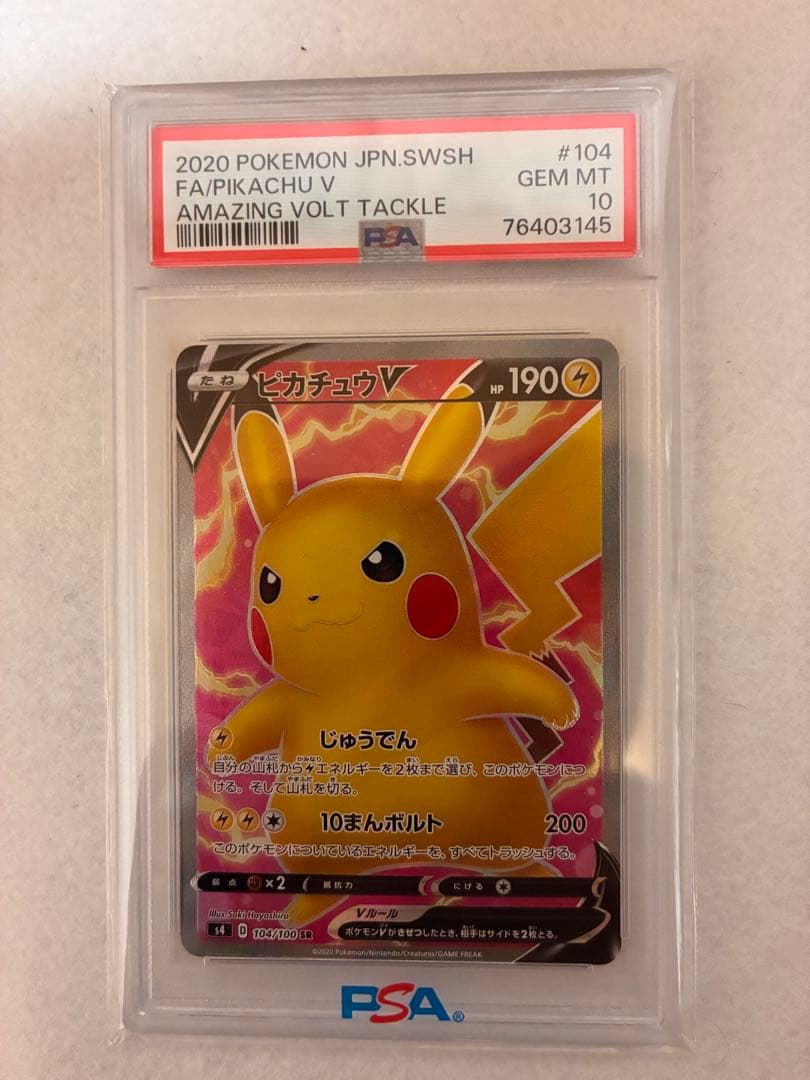 2020 POKEMON JPN.SWSH #104
FA/PIKACHU V GEM MT
AMAZING VOLT TACKLE 10
76403145
PSA
たね ピカチュウV HP 190
じゅうでん
自分の山札からエネルギーを2枚まで選び、このポケモンにつ
ける。そして山札を切る。
10まんボルト 200
このポケモンについているエネルギーを、すべてトラッシュする。
弱点 ×2 抵抗力 にげる
Illus. Saki Hayashiro
Vルール
s4 D 104/100 SR ポケモンVがきぜつしたとき、相手はサイドを2枚とる。
©2020 Pokémon/Nintendo/Creatures/GAME FREAK
PSA®